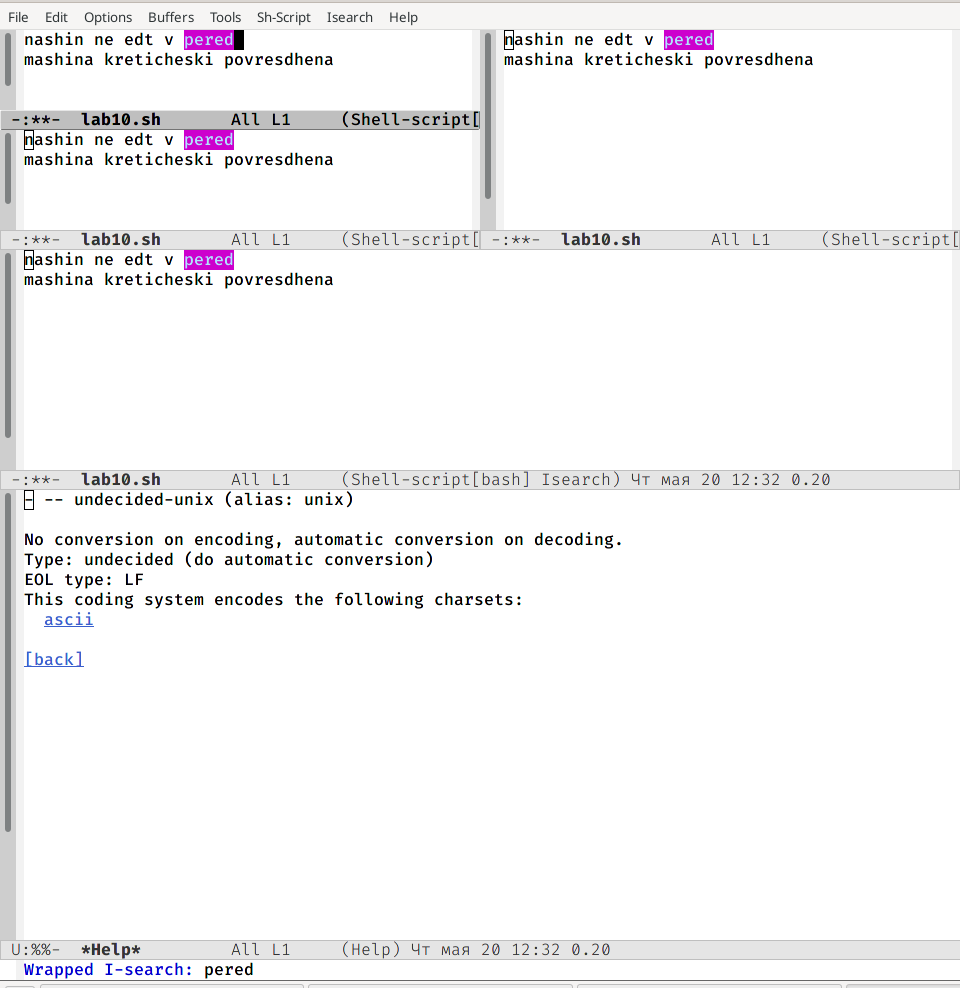 File Edit Options Buffers Tools Sh-Script Isearch Help
nashin ne edt v pered
mashina kreticheski povresdhena
-:**- lab10.sh All L1 (Shell-script[
nashin ne edt v pered
mashina kreticheski povresdhena
-:**- lab10.sh All L1 (Shell-script[
nashin ne edt v pered
mashina kreticheski povresdhena
-:**- lab10.sh All L1 (Shell-script[
nashin ne edt v pered
mashina kreticheski povresdhena
-:**- lab10.sh All L1 (Shell-script[bash] Isearch) Чт мая 20 12:32 0.20
- -- undecided-unix (alias: unix)
No conversion on encoding, automatic conversion on decoding.
Type: undecided (do automatic conversion)
EOL type: LF
This coding system encodes the following charsets:
ascii
[back]
U:%%- *Help* All L1 (Help) Чт мая 20 12:32 0.20
Wrapped I-search: pered